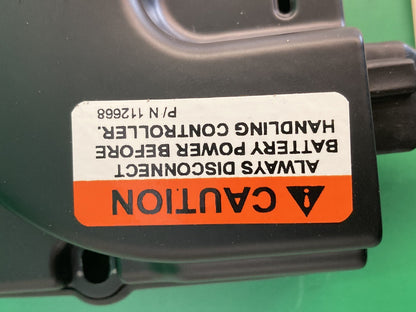 CAUTION
ALWAYS DISCONNECT
BATTERY POWER BEFORE
HANDLING CONTROLLER.
P/N 112668